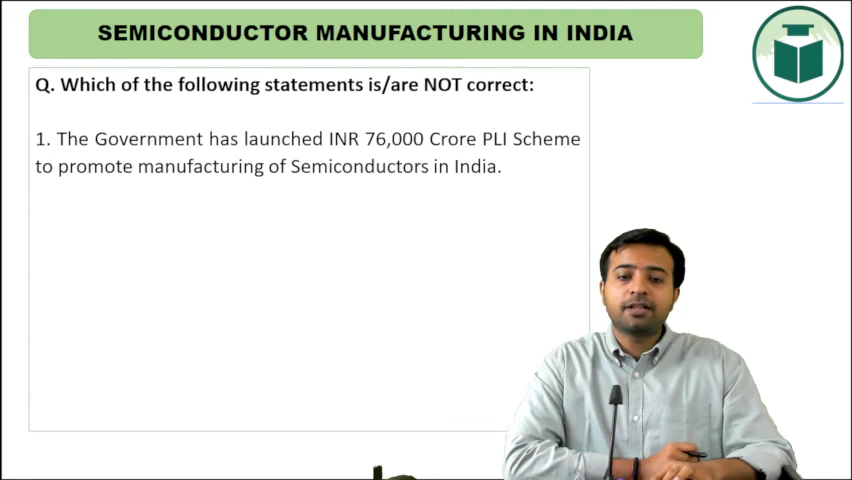 SEMICONDUCTOR MANUFACTURING IN INDIA
Q. Which of the following statements is/are NOT correct:
1. The Government has launched INR 76,000 Crore PLI Scheme
to promote manufacturing of Semiconductors in India.